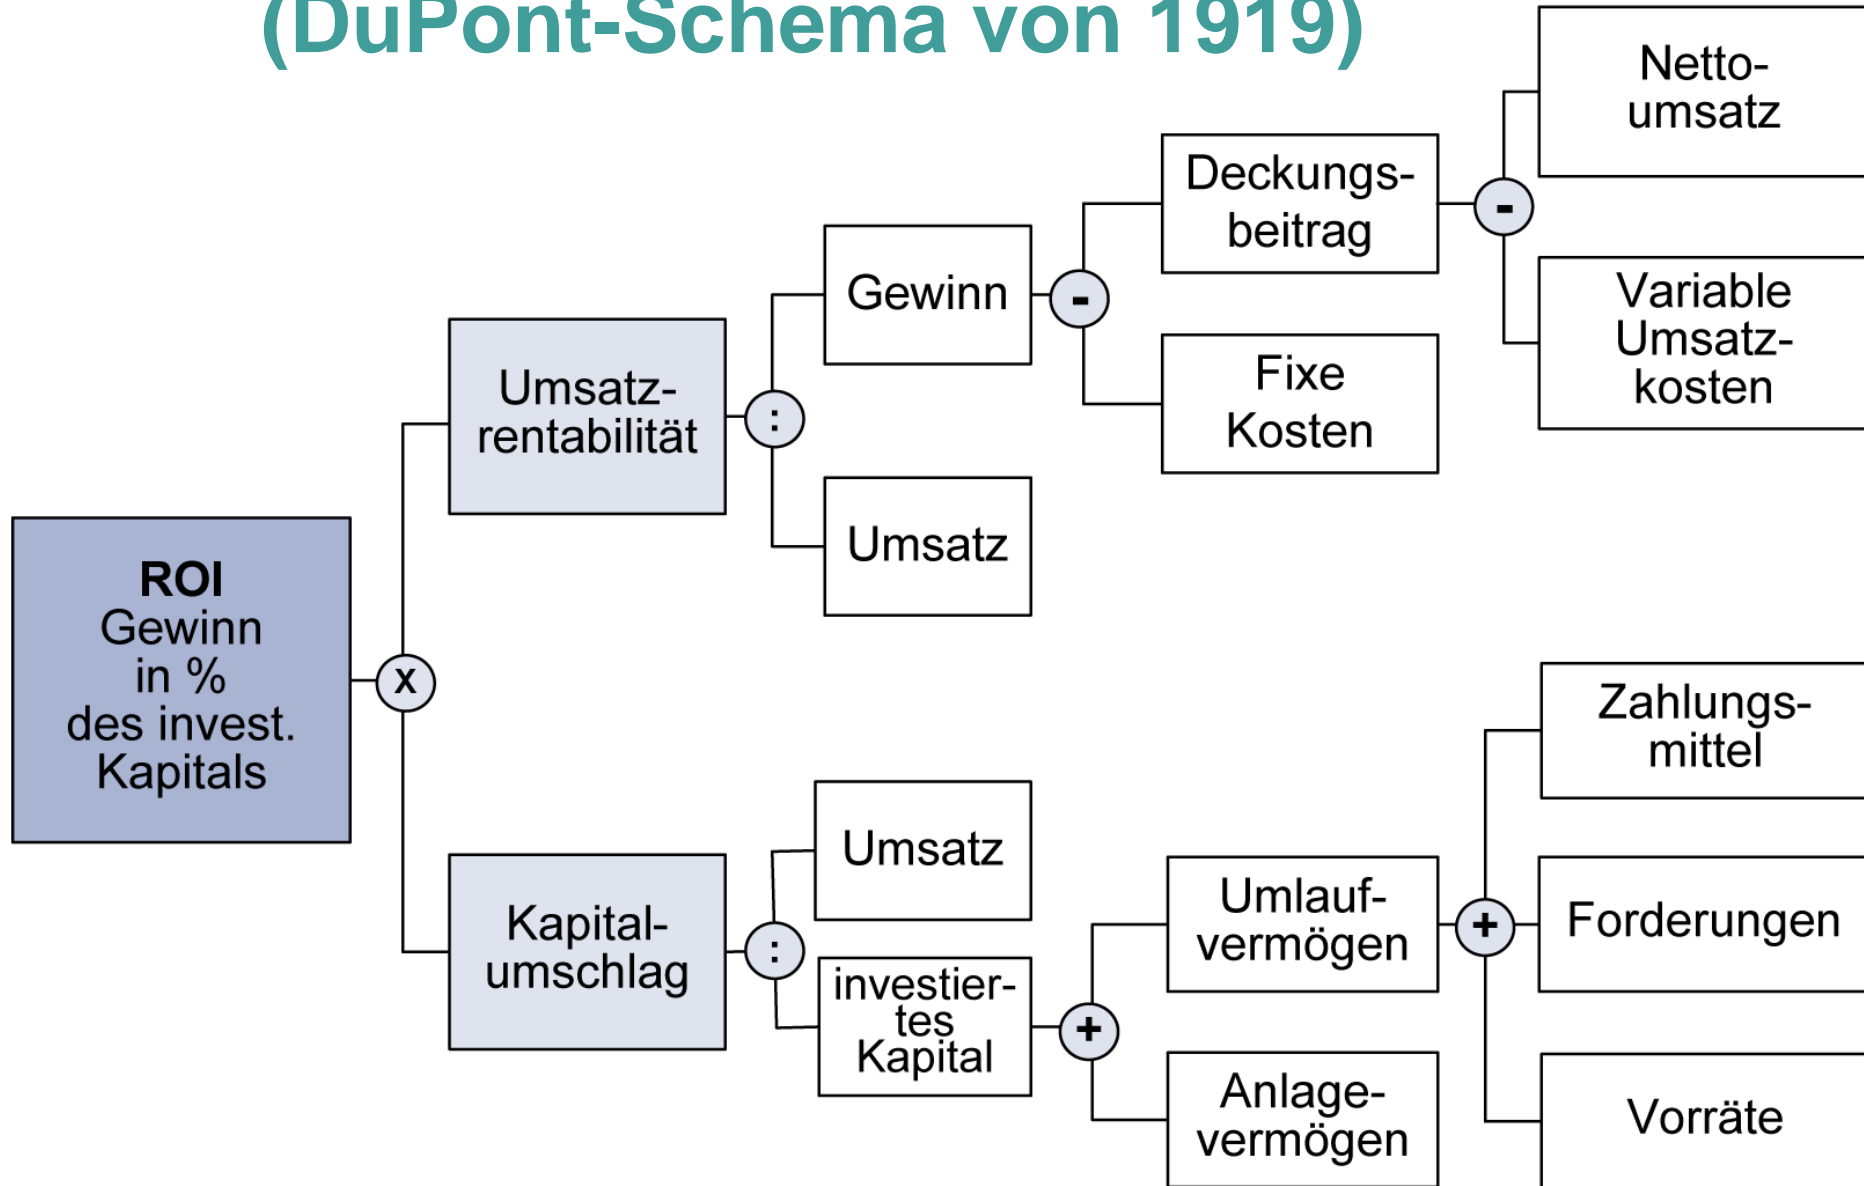 (DuPont-Schema von 1919)
Netto-
umsatz
Deckungs-
beitrag
-
Variable
Umsatz-
kosten
Gewinn
-
Fixe
Kosten
Umsatz-
rentabilität
:
Umsatz
ROI
Gewinn
in %
des invest.
Kapitals
x
Zahlungs-
mittel
Umsatz
Kapital-
umschlag
:
investier-
tes
Kapital
+
Umlauf-
vermögen
+
Forderungen
Anlage-
vermögen
Vorräte